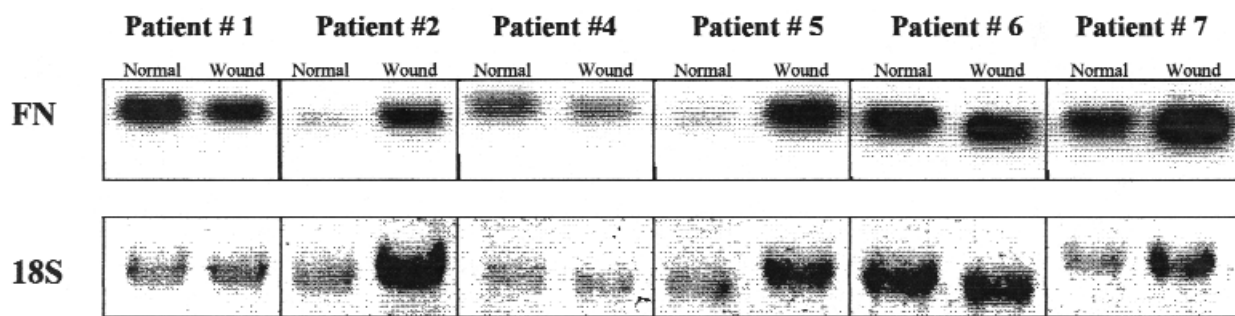 Patient # 1 Patient #2 Patient #4 Patient # 5 Patient # 6 Patient # 7
Normal Wound Normal Wound Normal Wound Normal Wound Normal Wound Normal Wound
FN
18S